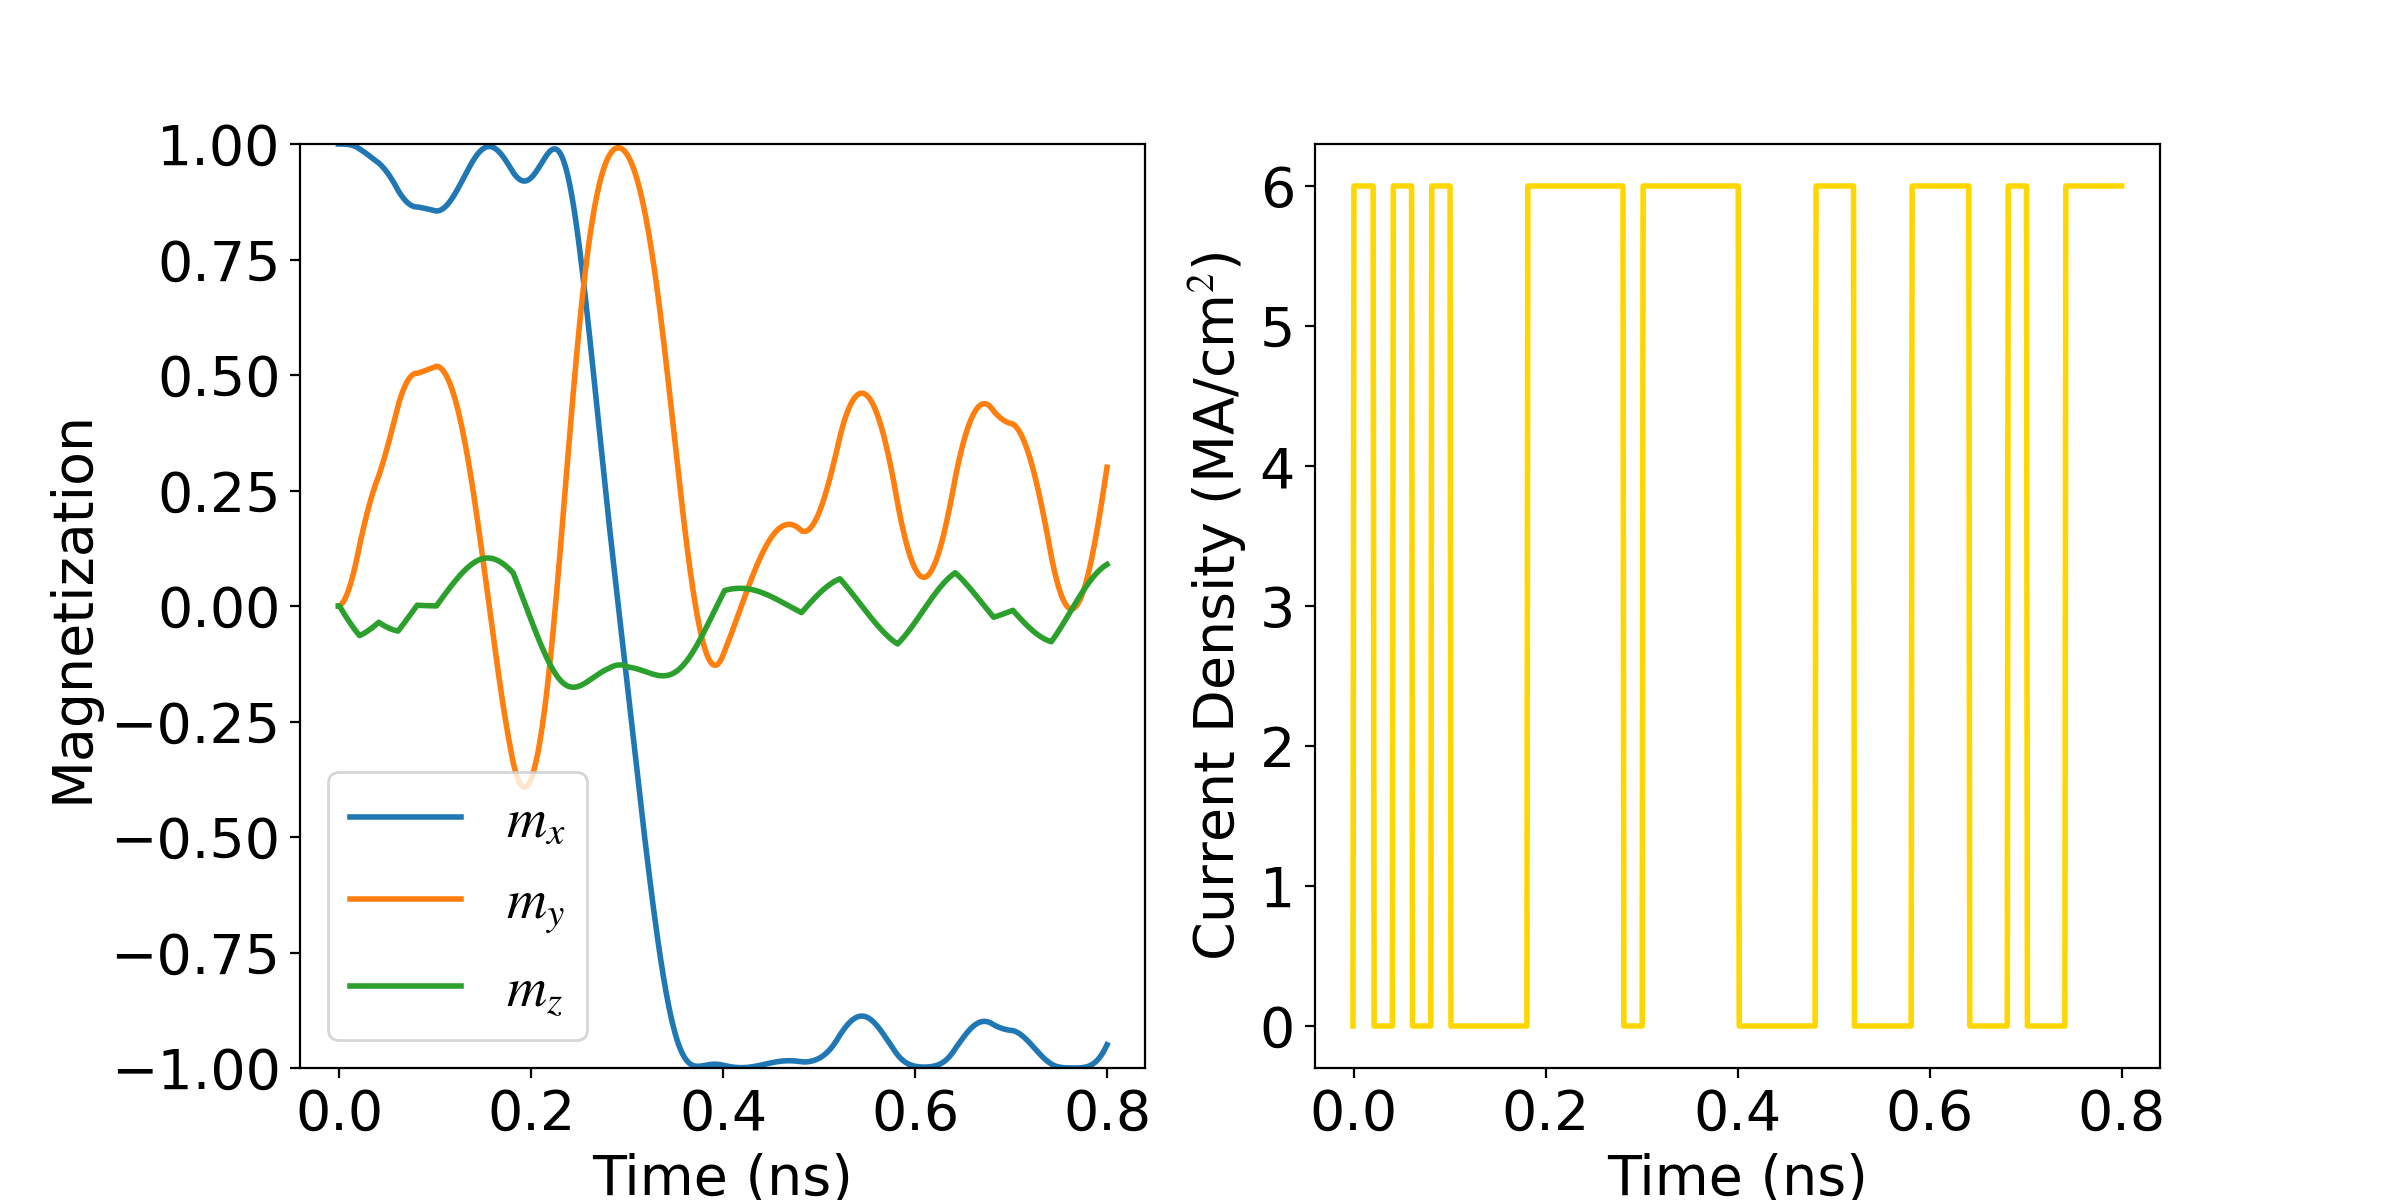 Magnetization
1.00
0.75
0.50
0.25
0.00
−0.25
−0.50
−0.75
−1.00
m_x
m_y
m_z
0.0 0.2 0.4 0.6 0.8
Time (ns)
Current Density (MA/cm²)
6
5
4
3
2
1
0
0.0 0.2 0.4 0.6 0.8
Time (ns)